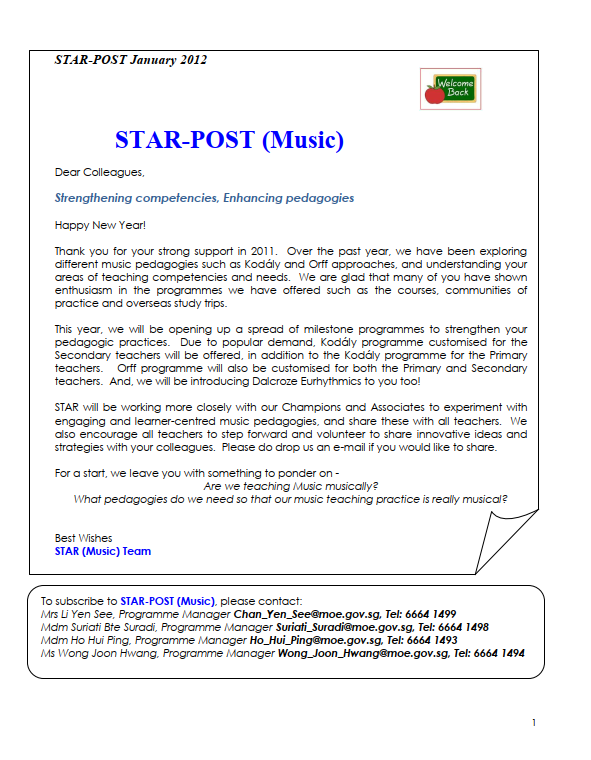 STAR-POST January 2012
Welcome
Back
STAR-POST (Music)
Dear Colleagues,
Strengthening competencies, Enhancing pedagogies
Happy New Year!
Thank you for your strong support in 2011. Over the past year, we have been exploring
different music pedagogies such as Kodály and Orff approaches, and understanding your
areas of teaching competencies and needs. We are glad that many of you have shown
enthusiasm in the programmes we have offered such as the courses, communities of
practice and overseas study trips.
This year, we will be opening up a spread of milestone programmes to strengthen your
pedagogic practices. Due to popular demand, Kodály programme customised for the
Secondary teachers will be offered, in addition to the Kodály programme for the Primary
teachers. Orff programme will also be customised for both the Primary and Secondary
teachers. And, we will be introducing Dalcroze Eurhythmics to you too!
STAR will be working more closely with our Champions and Associates to experiment with
engaging and learner-centred music pedagogies, and share these with all teachers. We
also encourage all teachers to step forward and volunteer to share innovative ideas and
strategies with your colleagues. Please do drop us an e-mail if you would like to share.
For a start, we leave you with something to ponder on -
Are we teaching Music musically?
What pedagogies do we need so that our music teaching practice is really musical?
Best Wishes
STAR (Music) Team
To subscribe to STAR-POST (Music), please contact:
Mrs Li Yen See, Programme Manager Chan_Yen_See@moe.gov.sg, Tel: 6664 1499
Mdm Suriati Bte Suradi, Programme Manager Suriati_Suradi@moe.gov.sg, Tel: 6664 1498
Mdm Ho Hui Ping, Programme Manager Ho_Hui_Ping@moe.gov.sg, Tel: 6664 1493
Ms Wong Joon Hwang, Programme Manager Wong_Joon_Hwang@moe.gov.sg, Tel: 6664 1494
1